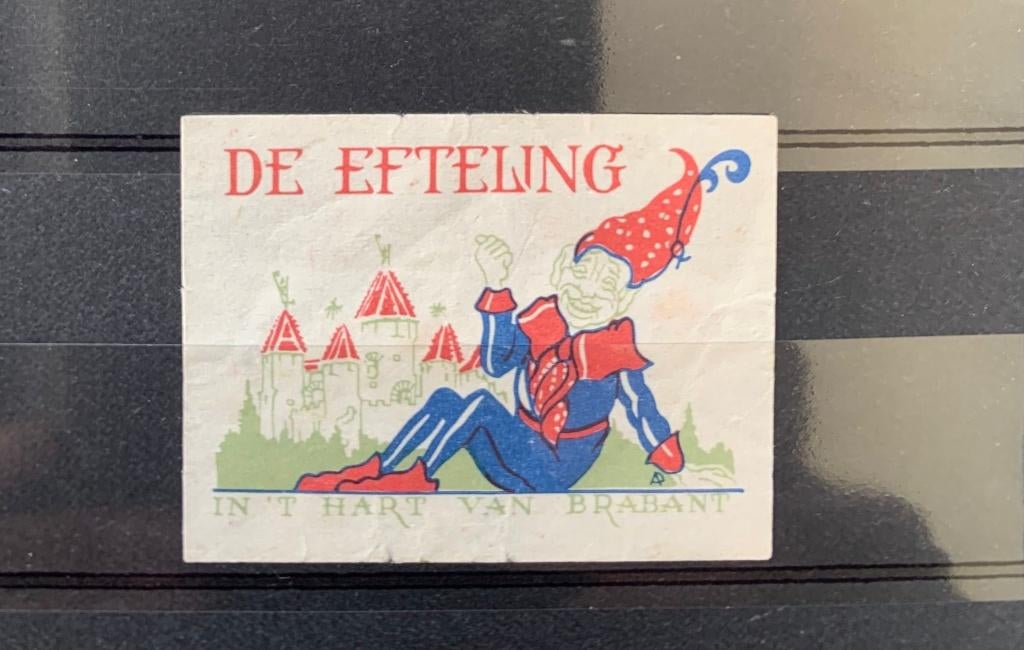 DE EFTELING
IN 'T HART VAN BRABANT